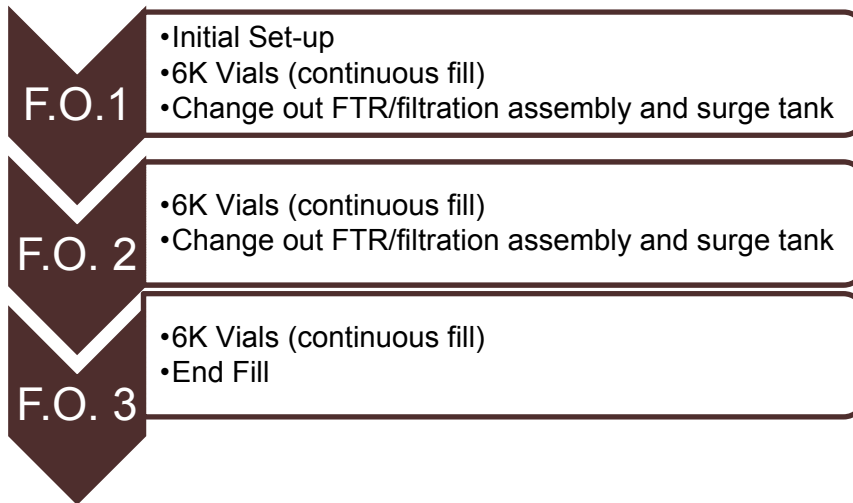 F.O.1
•Initial Set-up
•6K Vials (continuous fill)
•Change out FTR/filtration assembly and surge tank
F.O. 2
•6K Vials (continuous fill)
•Change out FTR/filtration assembly and surge tank
F.O. 3
•6K Vials (continuous fill)
•End Fill